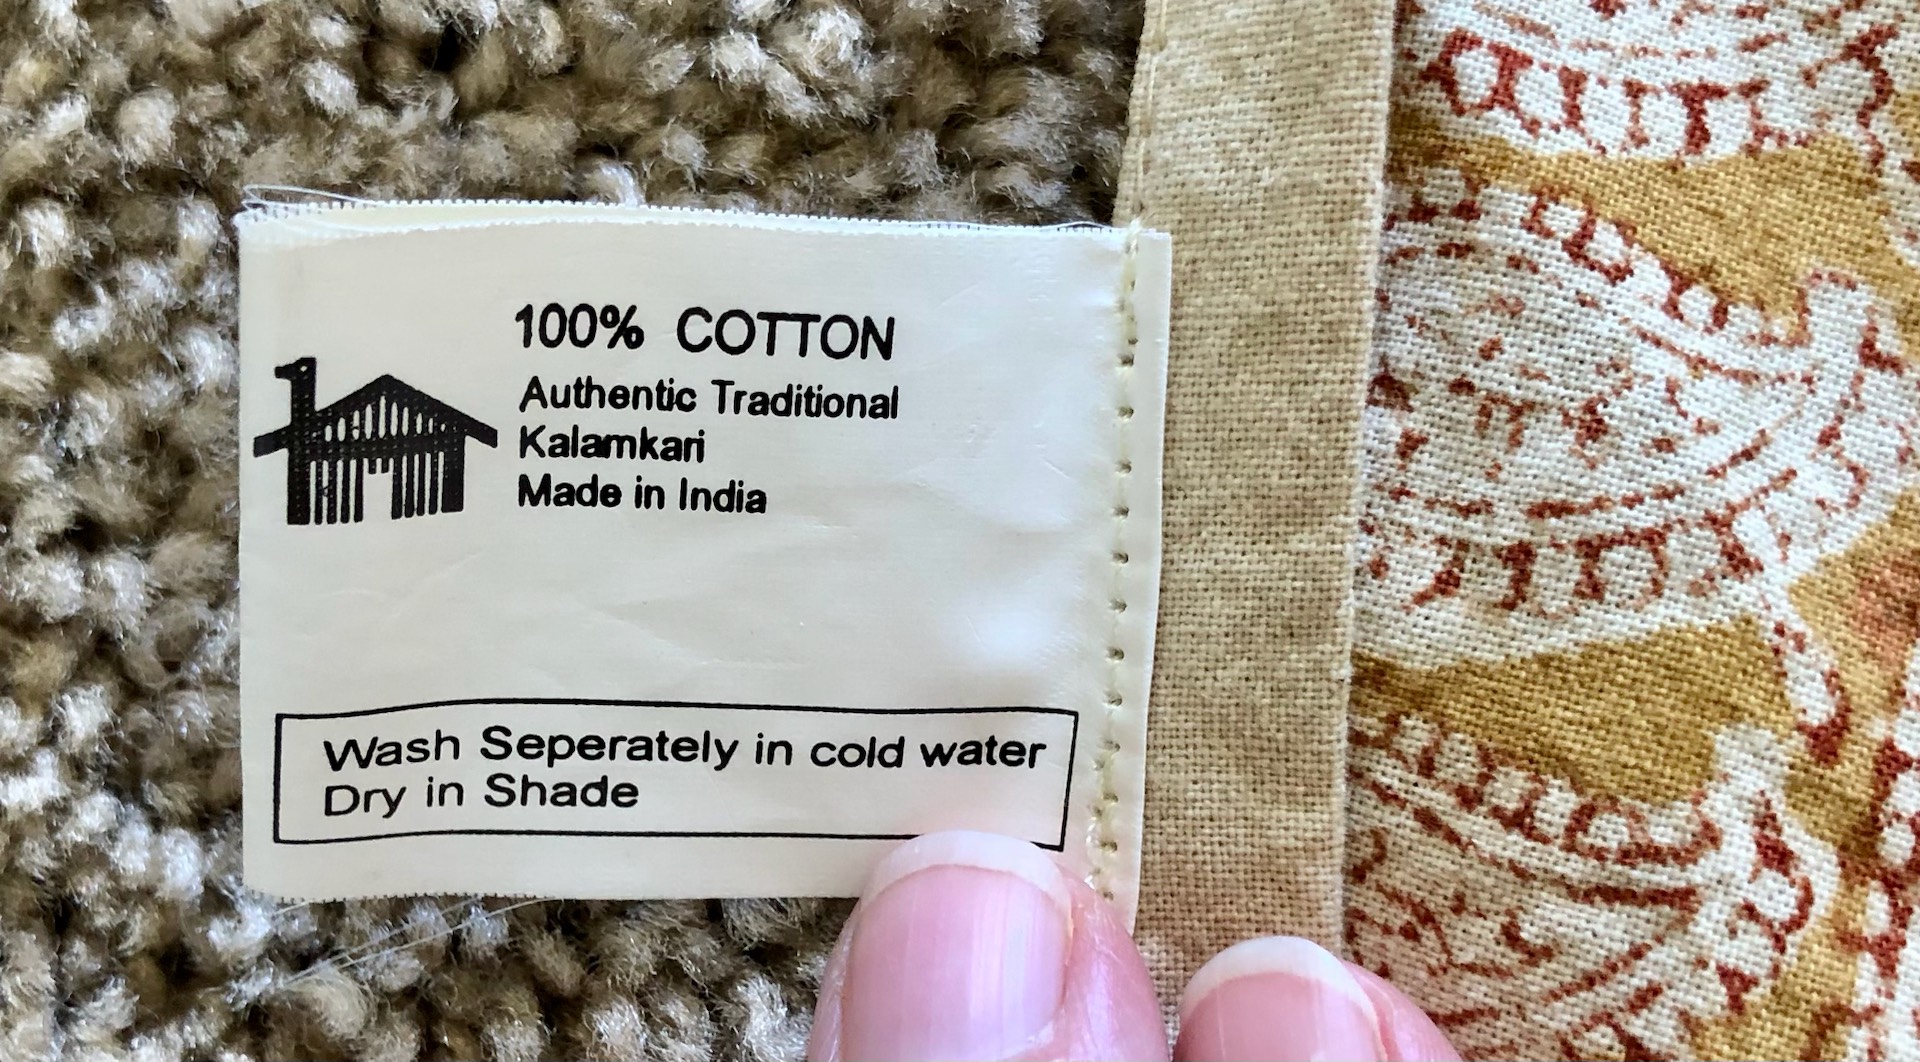 100% COTTON
Authentic Traditional
Kalamkari
Made in India
Wash Seperately in cold water
Dry in Shade